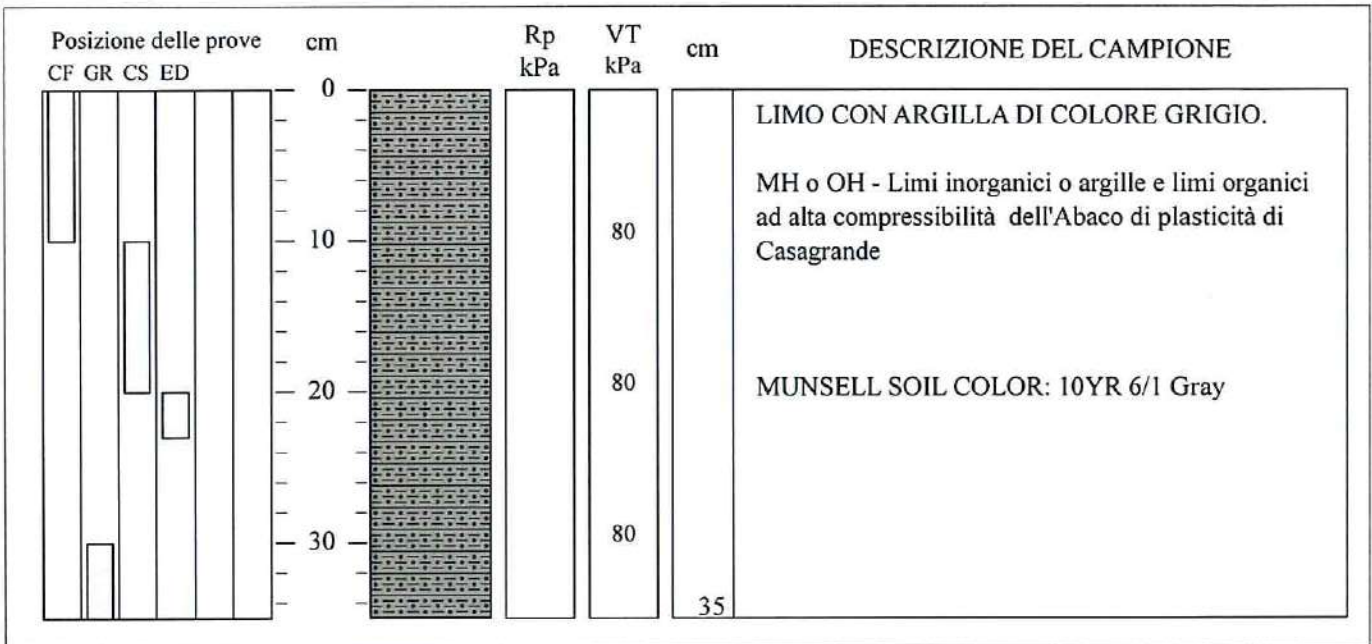 Posizione delle prove
CF GR CS ED
cm
Rp
kPa
VT
kPa
cm
DESCRIZIONE DEL CAMPIONE
0
10
20
30
80
80
80
35
LIMO CON ARGILLA DI COLORE GRIGIO.
MH o OH - Limi inorganici o argille e limi organici
ad alta compressibilità dell'Abaco di plasticità di
Casagrande
MUNSELL SOIL COLOR: 10YR 6/1 Gray